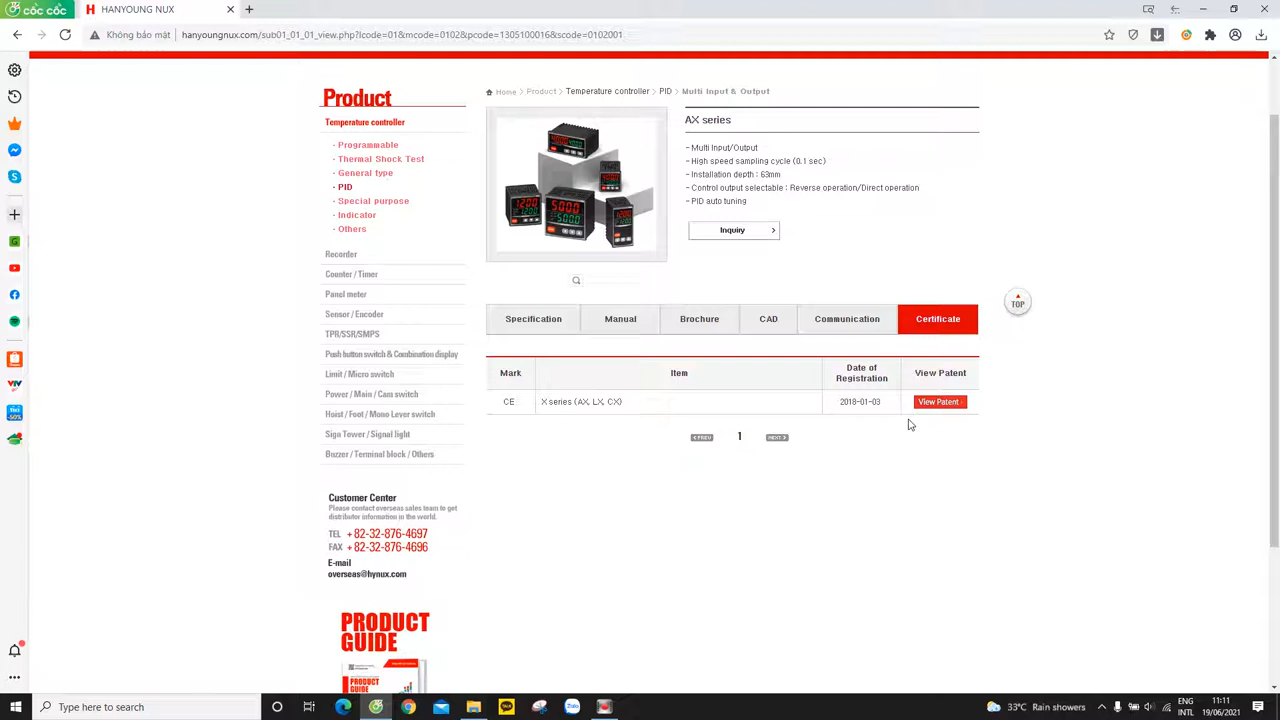 cốc cốc
HANYOUNG NUX
Không bảo mật
hanyoungnux.com/sub01_01_01_view.php?lcode=01&mcode=0102&pcode=1305100016&scode=0102001
Product
Home > Product > Temperature controller > PID > Multi Input & Output
Temperature controller
· Programmable
· Thermal Shock Test
· General type
· PID
· Special purpose
· Indicator
· Others
Recorder
Counter / Timer
Panel meter
Sensor / Encoder
TPR/SSR/SMPS
Push button switch & Combination display
Limit / Micro switch
Power / Main / Cam switch
Hoist / Foot / Mono Lever switch
Sign Tower / Signal light
Buzzer / Terminal block / Others
AX series
- Multi Input/Output
- High speed sampling cycle (0.1 sec)
- Installation depth : 63mm
- Control output selectable : Reverse operation/Direct operation
- PID auto tuning
Inquiry >
TOP
Specification Manual Brochure CAD Communication Certificate
Mark Item Date of Registration View Patent
CE X series (AX, LX, CX) 2018-01-03 View Patent
< PREV 1 NEXT >
Customer Center
Please contact overseas sales team to get
distributor information in the world.
TEL + 82-32-876-4697
FAX + 82-32-876-4696
E-mail
overseas@hynux.com
PRODUCT
GUIDE
PRODUCT
GUIDE
Type here to search
Zalo
33°C Rain showers
ENG
INTL
11:11
19/06/2021